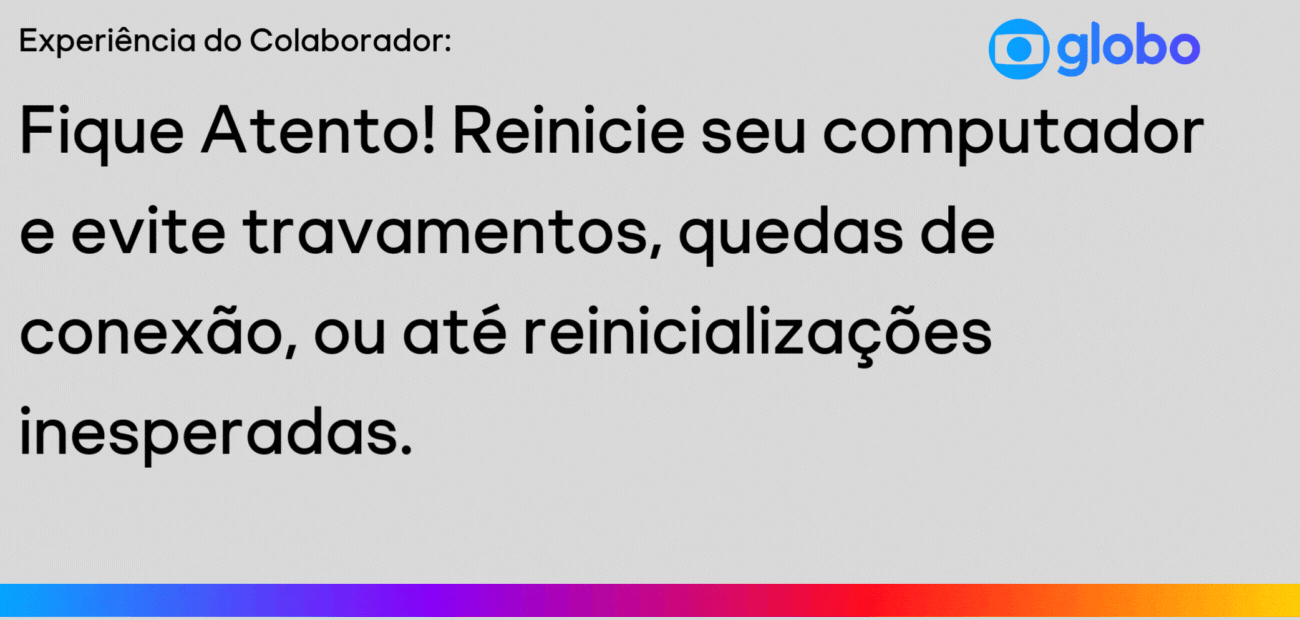 Experiência do Colaborador:
globo
Fique Atento! Reinicie seu computador
e evite travamentos, quedas de
conexão, ou até reinicializações
inesperadas.